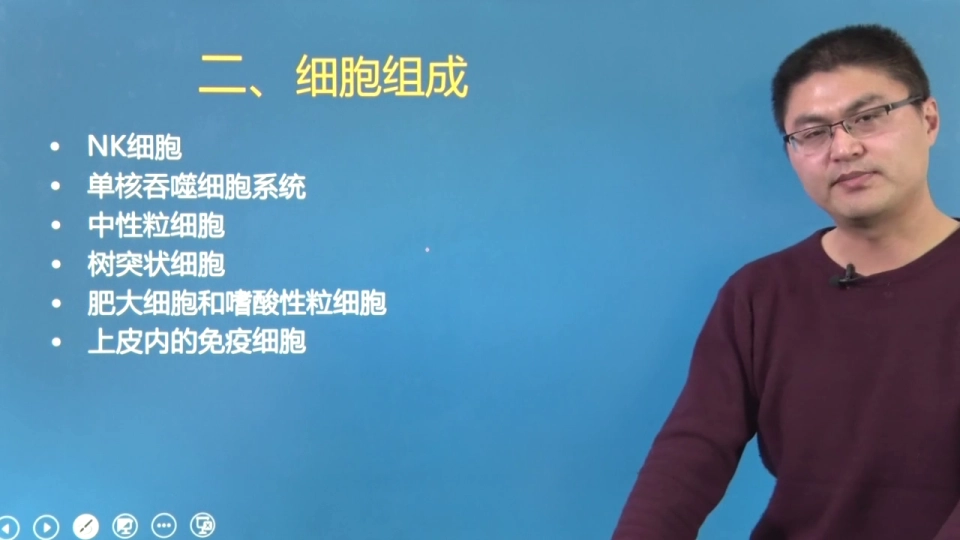 二、细胞组成
• NK细胞
• 单核吞噬细胞系统
• 中性粒细胞
• 树突状细胞
• 肥大细胞和嗜酸性粒细胞
• 上皮内的免疫细胞